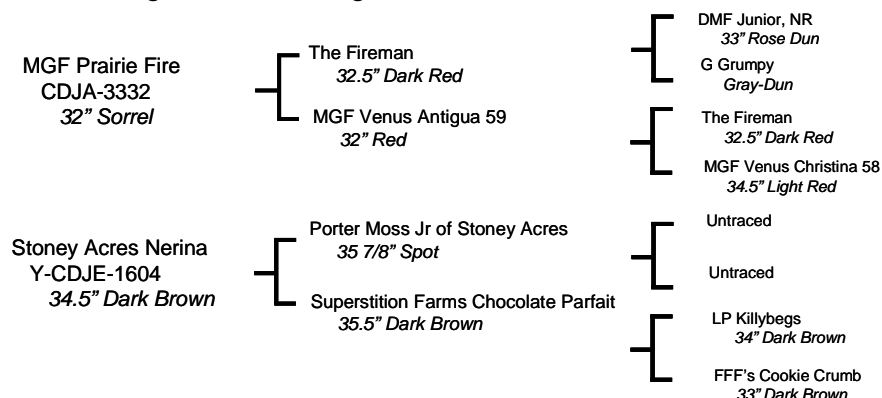 MGF Prairie Fire
CDJA-3332
32” Sorrel
The Fireman
32.5” Dark Red
MGF Venus Antigua 59
32” Red
DMF Junior, NR
33” Rose Dun
G Grumpy
Gray-Dun
The Fireman
32.5” Dark Red
MGF Venus Christina 58
34.5” Light Red
Stoney Acres Nerina
Y-CDJE-1604
34.5” Dark Brown
Porter Moss Jr of Stoney Acres
35 7/8” Spot
Superstition Farms Chocolate Parfait
35.5” Dark Brown
Untraced
Untraced
LP Killybegs
34” Dark Brown
FFF’s Cookie Crumb
33” Dark Brown